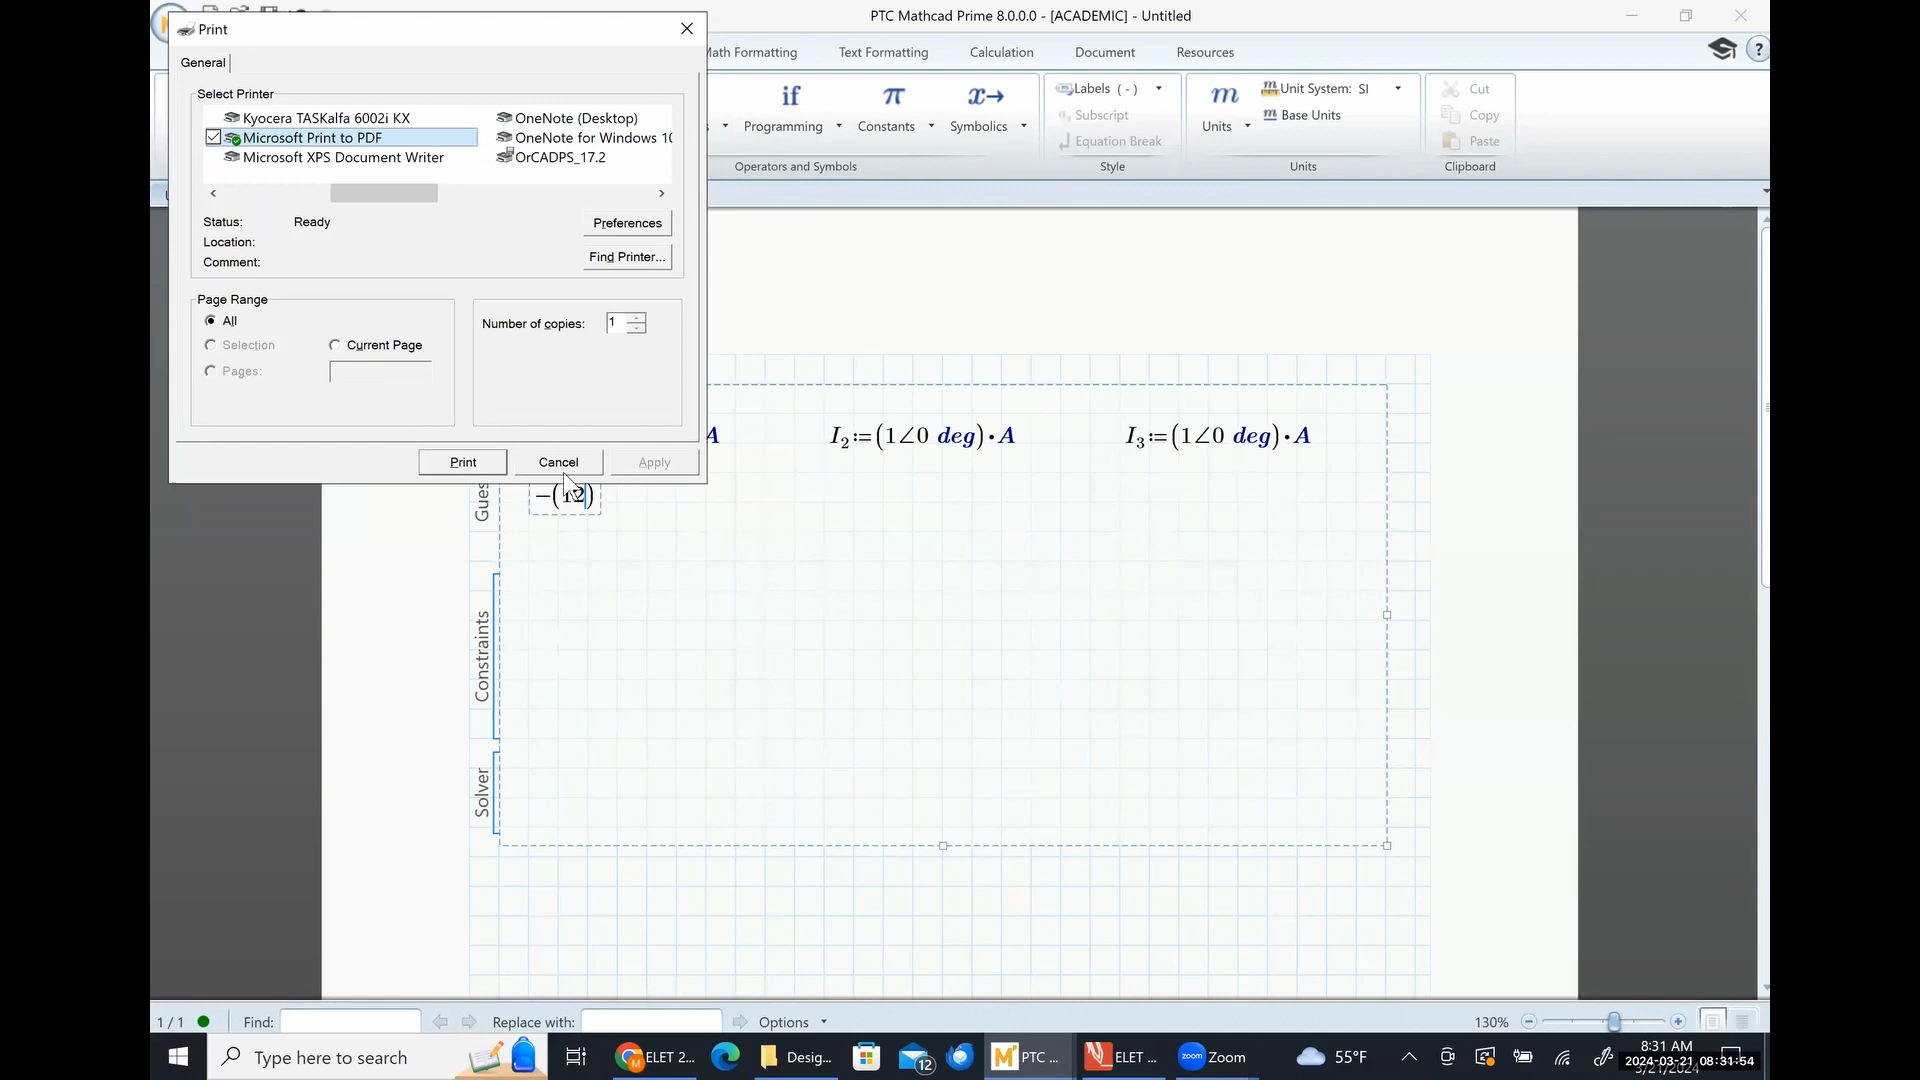 PTC Mathcad Prime 8.0.0.0 - [ACADEMIC] - Untitled
Print
General
Math Formatting
Text Formatting
Calculation
Document
Resources
?
Select Printer
Kyocera TASKalfa 6002i KX
Microsoft Print to PDF
Microsoft XPS Document Writer
OneNote (Desktop)
OneNote for Windows 10
OrCADPS_17.2
Status: Ready
Location:
Comment:
Preferences
Find Printer...
Page Range
All
Selection
Current Page
Pages:
Number of copies: 1
Print
Cancel
Apply
if
Programming
π
Constants
x→
Symbolics
Operators and Symbols
Labels (-)
Subscript
Equation Break
Style
m
Units
Unit System: SI
Base Units
Units
Cut
Copy
Paste
Clipboard
A
I₂:=(1∠0 deg)·A
I₃:=(1∠0 deg)·A
−(12)
Gues
Constraints
Solver
1 / 1
Find:
Replace with:
Options
130%
Type here to search
ELET 2...
Desig...
12
PTC ...
ELET ...
zoom
Zoom
55°F
8:31 AM
2024-03-21 08:31:54
3/21/2024